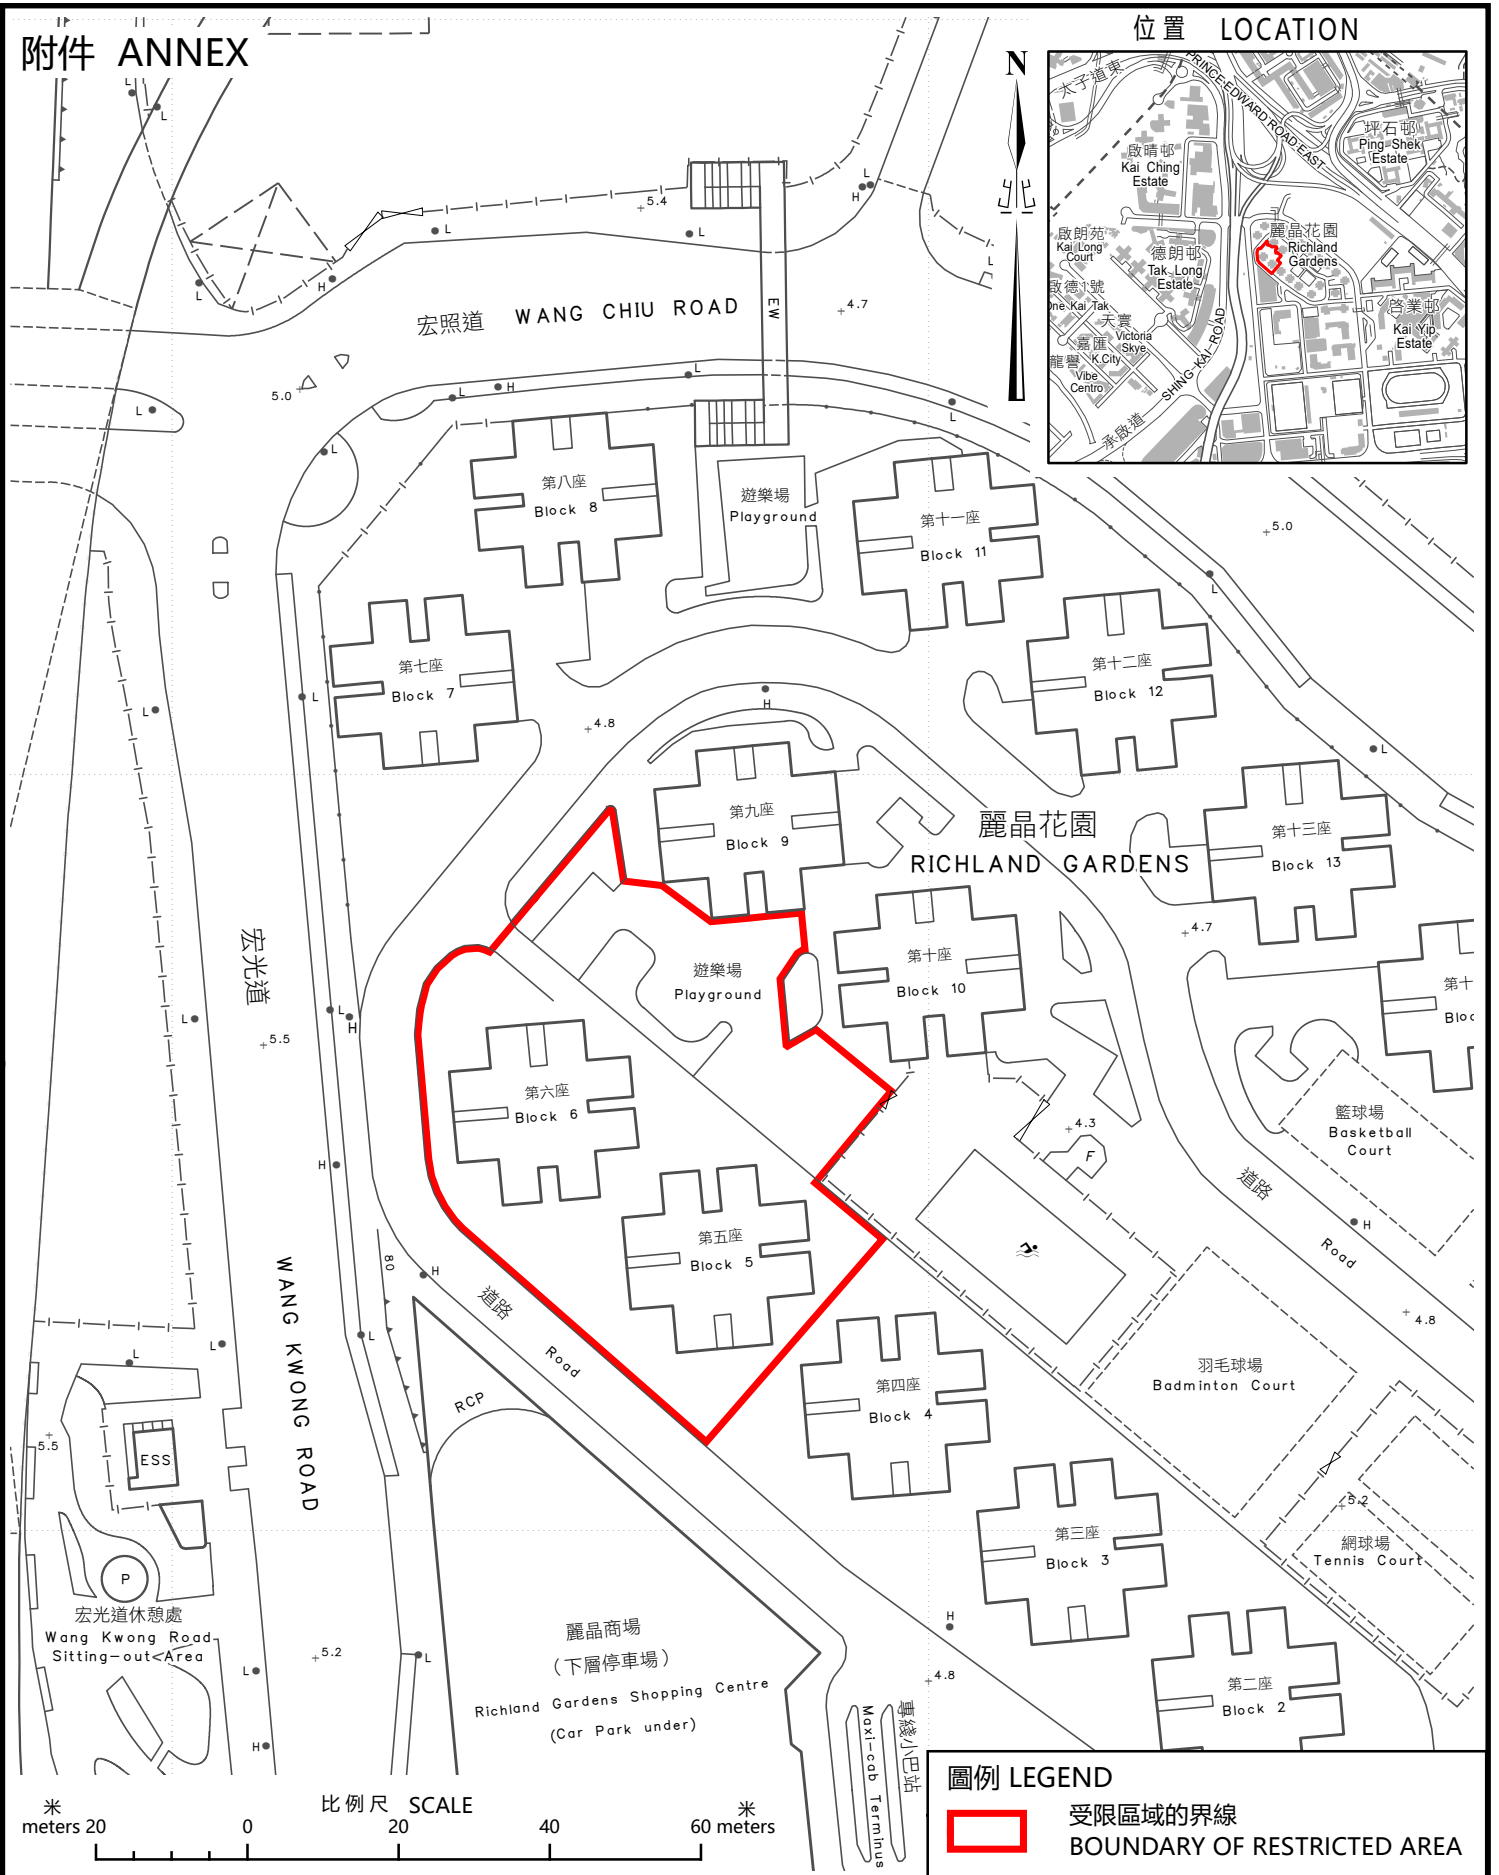 附件 ANNEX
位置 LOCATION
N
太子道東
PRINCE EDWARD ROAD EAST
坪石邨
Ping Shek
Estate
啟晴邨
Kai Ching
Estate
麗晶花園
Richland
Gardens
啟朗苑
Kai Long
Court
德朗邨
Tak Long
Estate
啟德1號
One Kai Tak
天寰
Victoria
Skye
嘉匯
K.City
龍譽
Vibe
Centro
SHING KAI ROAD
承啟道
啓業邨
Kai Yip
Estate
宏照道 WANG CHIU ROAD
EW
5.4
4.7
5.0
5.0
第八座
Block 8
遊樂場
Playground
第十一座
Block 11
第七座
Block 7
第十二座
Block 12
4.8
第九座
Block 9
麗晶花園
RICHLAND GARDENS
第十三座
Block 13
4.7
宏光道
WANG KWONG ROAD
5.5
遊樂場
Playground
第十座
Block 10
第十
Bloc
第六座
Block 6
4.3
F
籃球場
Basketball
Court
道路
Road
第五座
Block 5
80
道路
Road
RCP
4.8
羽毛球場
Badminton Court
第四座
Block 4
5.5
ESS
5.2
網球場
Tennis Court
第三座
Block 3
P
宏光道休憩處
Wang Kwong Road
Sitting-out Area
5.2
麗晶商場
（下層停車場）
Richland Gardens Shopping Centre
(Car Park under)
4.8
專綫小巴站
Maxi-cab Terminus
第二座
Block 2
比例尺 SCALE
米
meters 20 0 20 40 60 meters
米
圖例 LEGEND
受限區域的界線
BOUNDARY OF RESTRICTED AREA